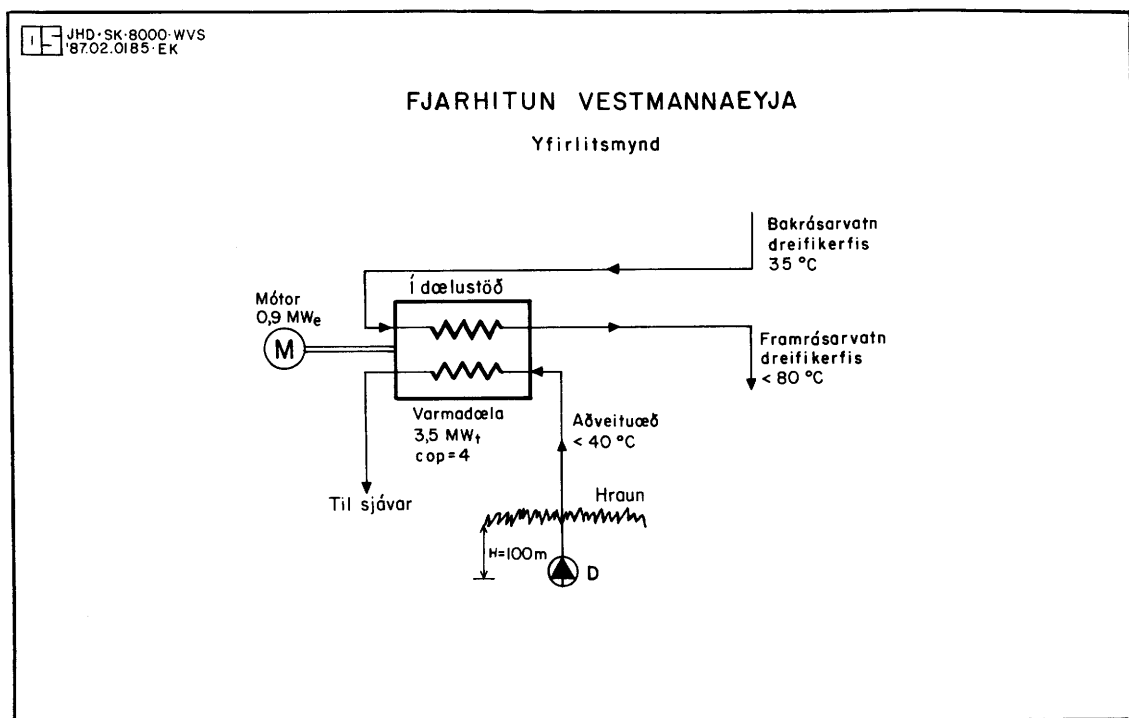 JHD·SK·8000·WVS
'87.02.0185·EK
FJARHITUN VESTMANNAEYJA
Yfirlitsmynd
Bakrásarvatn
dreifikerfis
35 °C
Í dælustöð
Mótor
0,9 MWe
M
Framrásarvatn
dreifikerfis
< 80 °C
Varmadæla
3,5 MWt
cop = 4
Aðveituæð
< 40 °C
Til sjávar
Hraun
H=100m
D